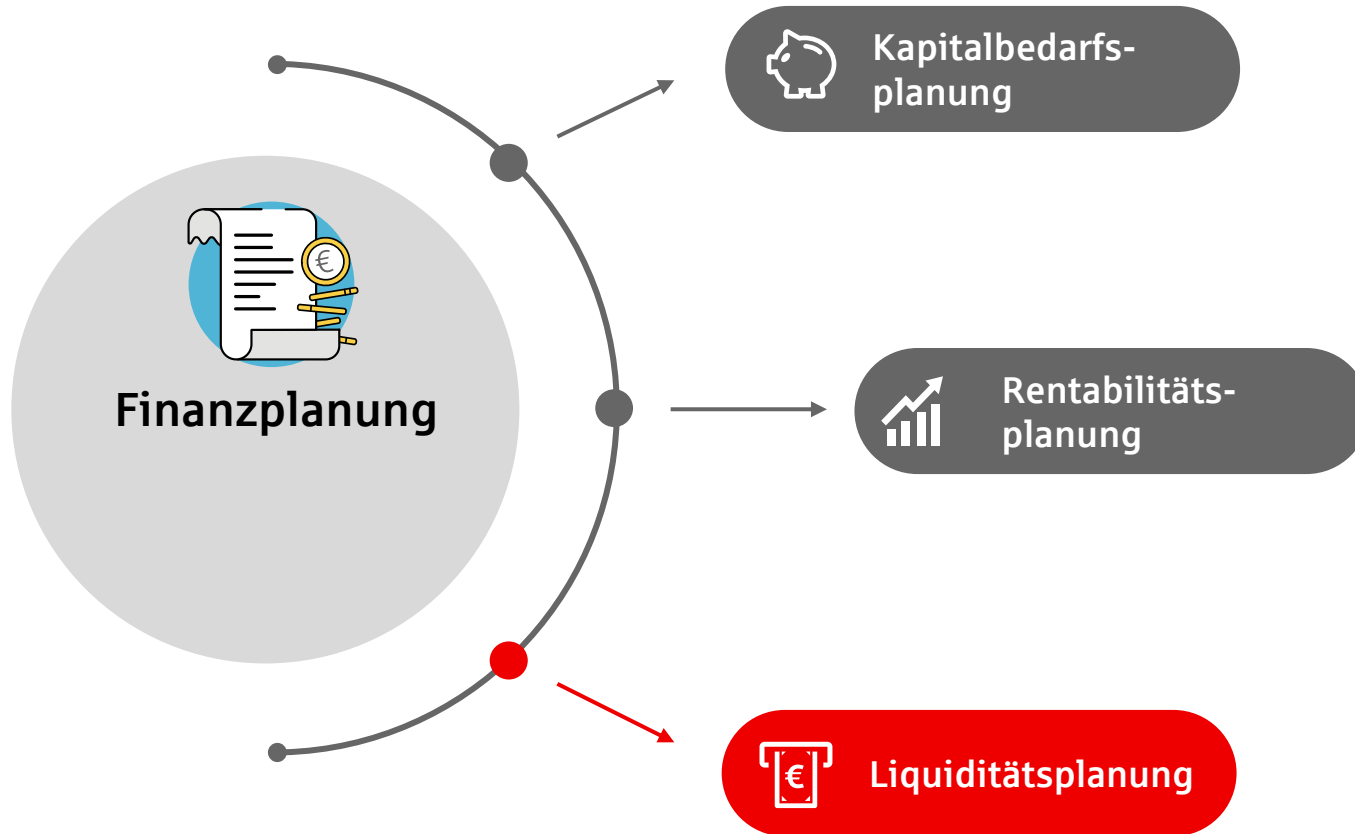 Kapitalbedarfs-
planung
€
Finanzplanung
Rentabilitäts-
planung
€
Liquiditätsplanung